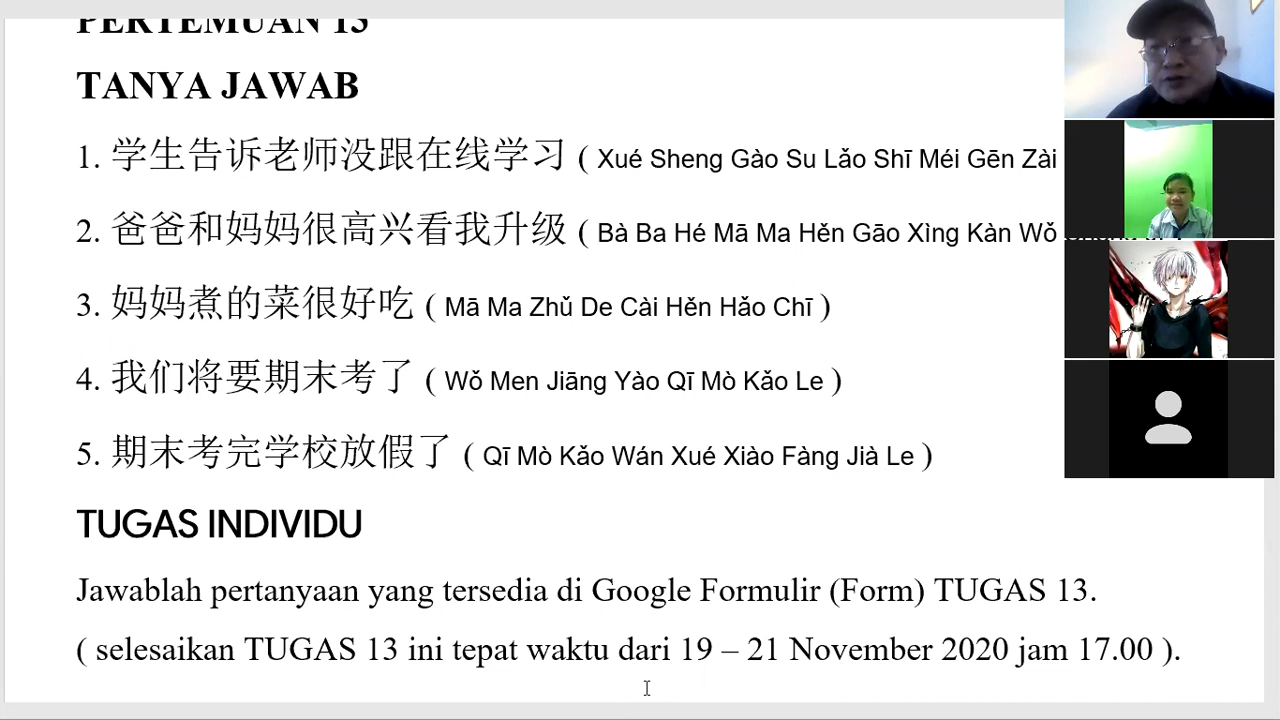 PERTEMUAN 13
TANYA JAWAB
1. 学生告诉老师没跟在线学习 ( Xué Sheng Gào Su Lǎo Shī Méi Gēn Zài
2. 爸爸和妈妈很高兴看我升级 ( Bà Ba Hé Mā Ma Hěn Gāo Xìng Kàn Wǒ
3. 妈妈煮的菜很好吃 ( Mā Ma Zhǔ De Cài Hěn Hǎo Chī )
4. 我们将要期末考了 ( Wǒ Men Jiāng Yào Qī Mò Kǎo Le )
5. 期末考完学校放假了 ( Qī Mò Kǎo Wán Xué Xiào Fàng Jià Le )
TUGAS INDIVIDU
Jawablah pertanyaan yang tersedia di Google Formulir (Form) TUGAS 13.
( selesaikan TUGAS 13 ini tepat waktu dari 19 – 21 November 2020 jam 17.00 ).